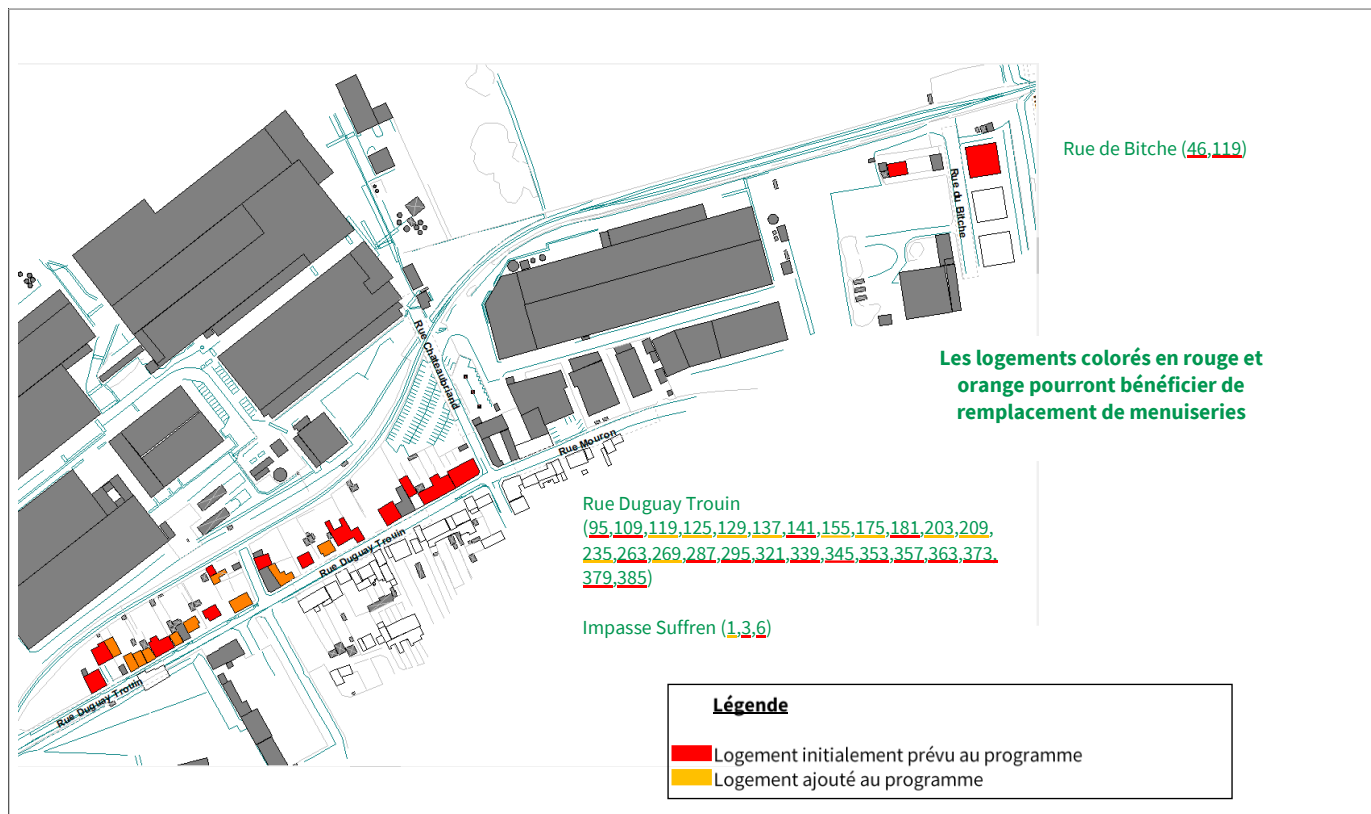 Rue de Bitche (46,119)
Rue du Bitche
Les logements colorés en rouge et
orange pourront bénéficier de
remplacement de menuiseries
Rue Chateaubriand
Rue Mouron
Rue Duguay Trouin
Rue Duguay Trouin
(95,109,119,125,129,137,141,155,175,181,203,209,
235,263,269,287,295,321,339,345,353,357,363,373,
379,385)
Impasse Suffren (1,3,6)
Rue Duguay Trouin
Légende
Logement initialement prévu au programme
Logement ajouté au programme